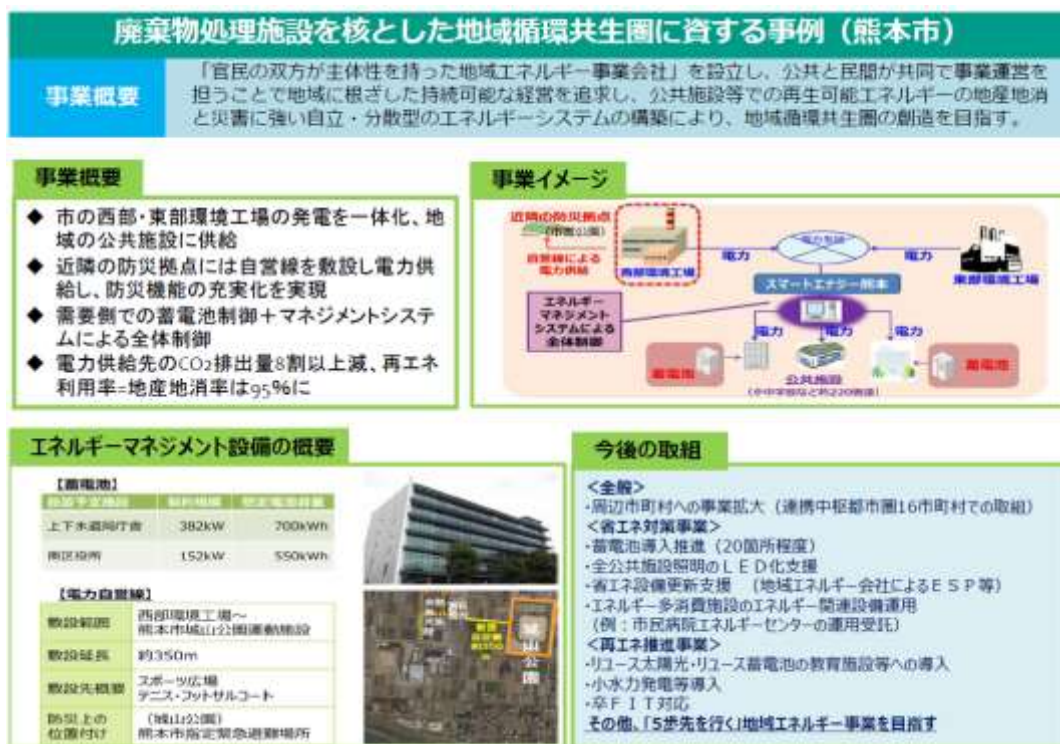 廃棄物処理施設を核とした地域循環共生圏に資する事例（熊本市）
事業概要
「官民の双方が主体性を持った地域エネルギー事業会社」を設立し、公共と民間が共同で事業運営を
担うことで地域に根ざした持続可能な経営を追求し、公共施設等での再生可能エネルギーの地産地消
と災害に強い自立・分散型のエネルギーシステムの構築により、地域循環共生圏の創造を目指す。
事業概要
◆ 市の西部・東部環境工場の発電を一体化、地
域の公共施設に供給
◆ 近隣の防災拠点には自営線を敷設し電力供
給し、防災機能の充実化を実現
◆ 需要側での蓄電池制御＋マネジメントシステ
ムによる全体制御
◆ 電力供給先のCO2排出量8割以上減、再エネ
利用率=地産地消率は95%に
事業イメージ
近隣の防災拠点
自営線による
電力供給
西部環境工場
電力
電力
東部環境工場
スマートエナジー熊本
エネルギー
マネジメント
システムによる
全体制御
電力
電力
電力
蓄電池
公共施設
蓄電池
エネルギーマネジメント設備の概要
【蓄電池】
上下水道局庁舎 382kW 700kWh
南区役所 152kW 550kWh
【電力自営線】
敷設範囲 西部環境工場～
熊本市城山公園運動施設
敷設延長 約350m
敷設先概要 スポーツ広場
テニス・フットサルコート
防災上の
位置付け
（城山公園）
熊本市指定緊急避難場所
城山公園
今後の取組
<全般>
・周辺市町村への事業拡大（連携中枢都市圏16市町村での取組）
<省エネ対策事業>
・蓄電池導入推進（20箇所程度）
・全公共施設照明のＬＥＤ化支援
・省エネ設備更新支援 （地域エネルギー会社によるＥＳＰ等）
・エネルギー多消費施設のエネルギー関連設備運用
（例：市民病院エネルギーセンターの運用受託）
<再エネ推進事業>
・リユース太陽光・リユース蓄電池の教育施設等への導入
・小水力発電等導入
・卒ＦＩＴ対応
その他、「5歩先を行く」地域エネルギー事業を目指す